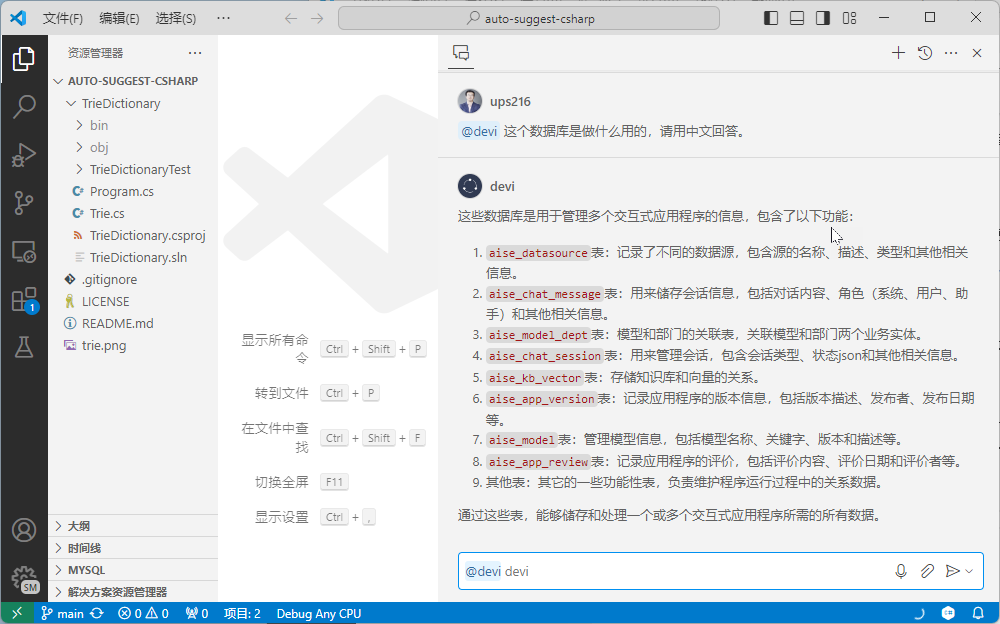 文件(F) 编辑(E) 选择(S) ··· auto-suggest-csharp
资源管理器 ···
AUTO-SUGGEST-CSHARP
TrieDictionary
bin
obj
TrieDictionaryTest
C# Program.cs
C# Trie.cs
TrieDictionary.csproj
TrieDictionary.sln
.gitignore
LICENSE
README.md
trie.png
1
SM
大纲
时间线
MYSQL
解决方案资源管理器
显示所有命
令
Ctrl + Shift + P
转到文件 Ctrl + P
在文件中查
找
Ctrl + Shift + F
切换全屏 F11
显示设置 Ctrl + ,
ups216
@devi 这个数据库是做什么用的，请用中文回答。
devi
这些数据库是用于管理多个交互式应用程序的信息，包含了以下功能：
1. aise_datasource表：记录了不同的数据源，包含源的名称、描述、类型和其他相关
信息。
2. aise_chat_message表：用来储存会话信息，包括对话内容、角色（系统、用户、助
手）和其他相关信息。
3. aise_model_dept表：模型和部门的关联表，关联模型和部门两个业务实体。
4. aise_chat_session表：用来管理会话，包含会话类型、状态json和其他相关信息。
5. aise_kb_vector表：存储知识库和向量的关系。
6. aise_app_version表：记录应用程序的版本信息，包括版本描述、发布者、发布日期
等。
7. aise_model表：管理模型信息，包括模型名称、关键字、版本和描述等。
8. aise_app_review表：记录应用程序的评价，包括评价内容、评价日期和评价者等。
9. 其他表：其它的一些功能性表，负责维护程序运行过程中的关系数据。
通过这些表，能够储存和处理一个或多个交互式应用程序所需的所有数据。
@devi devi
main 0 0 0 项目: 2 Debug Any CPU